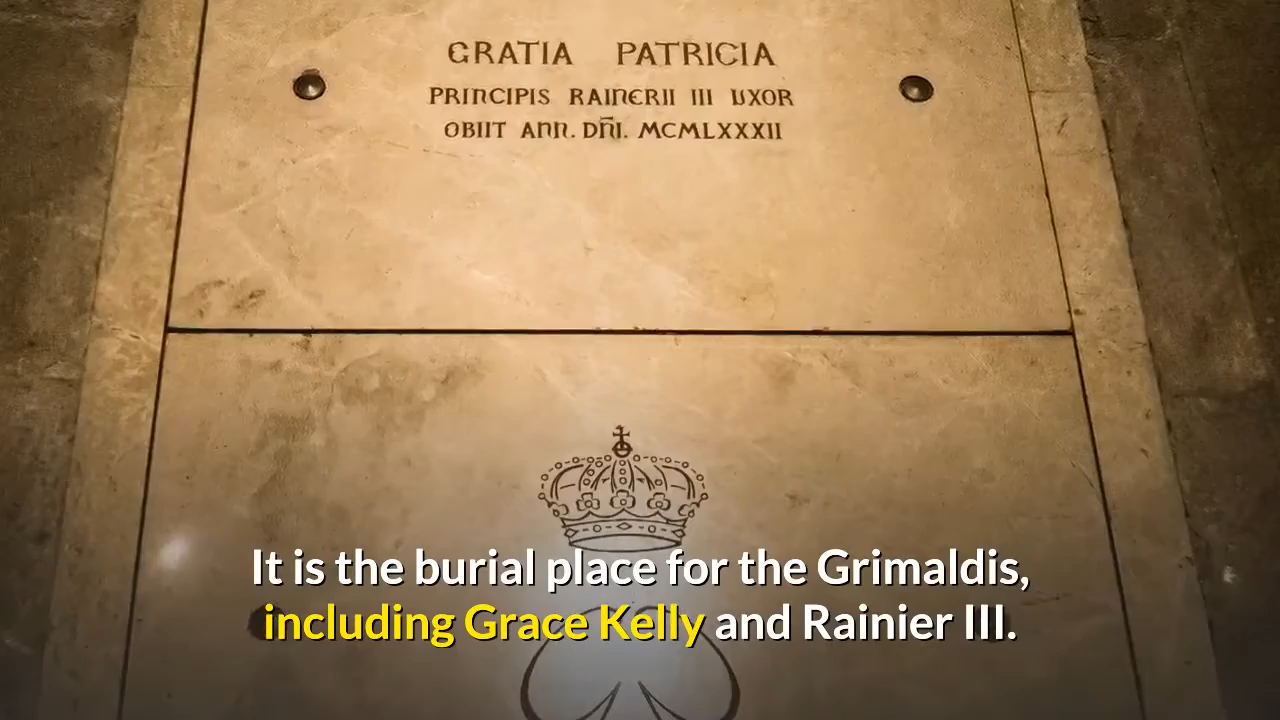 GRATIA PATRICIA
PRINCIPIS RAINERII III UXOR
OBIIT ANN. DN̄I. MCMLXXXII
It is the burial place for the Grimaldis,
including Grace Kelly and Rainier III.